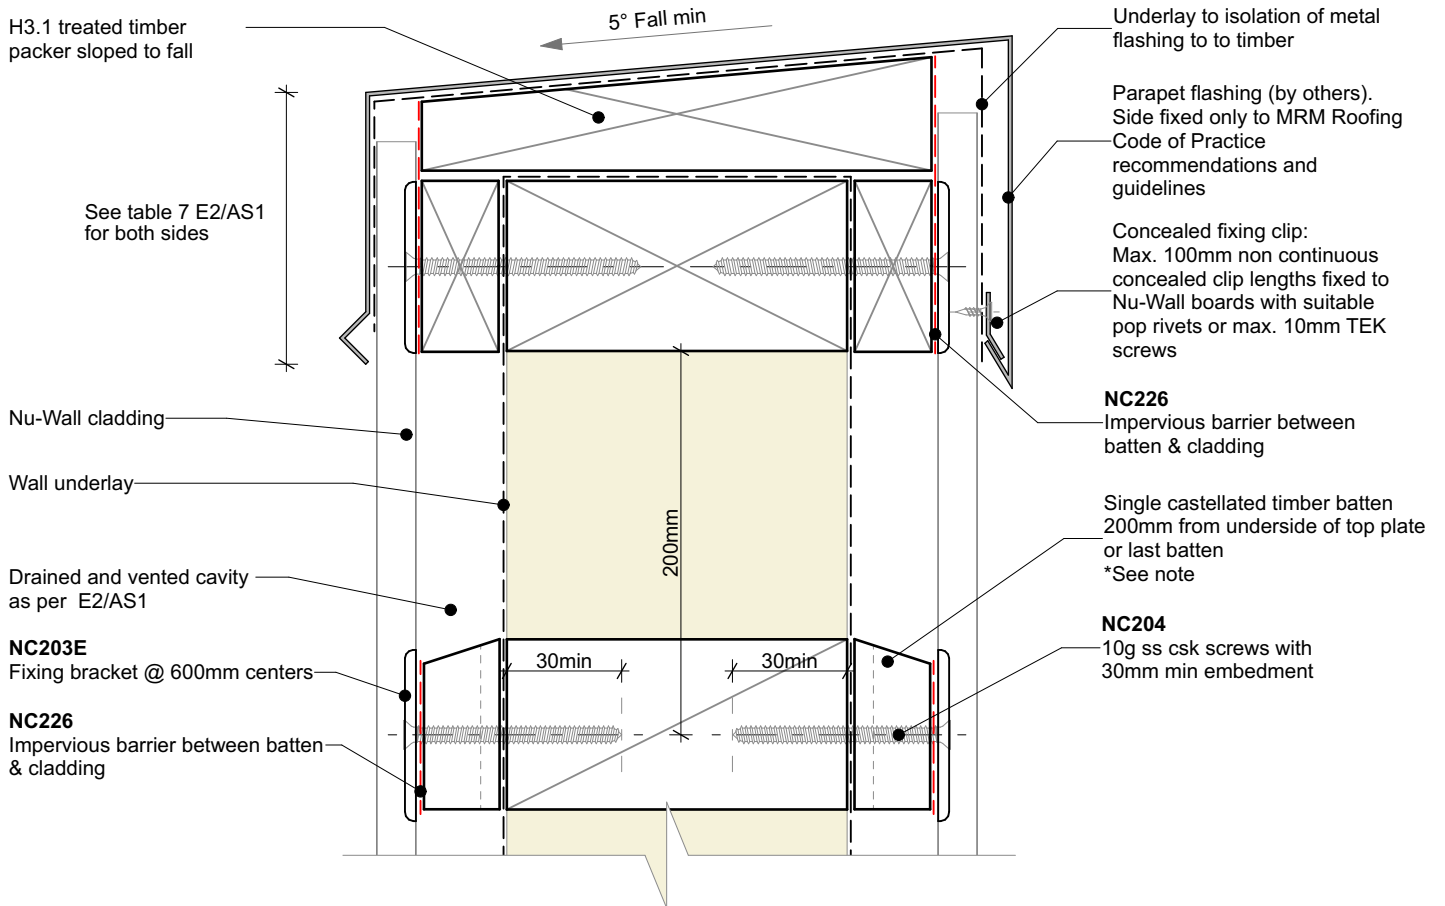 H3.1 treated timber
packer sloped to fall
5° Fall min
Underlay to isolation of metal
flashing to to timber
Parapet flashing (by others).
Side fixed only to MRM Roofing
Code of Practice
recommendations and
guidelines
See table 7 E2/AS1
for both sides
Concealed fixing clip:
Max. 100mm non continuous
concealed clip lengths fixed to
Nu-Wall boards with suitable
pop rivets or max. 10mm TEK
screws
NC226
Impervious barrier between
batten & cladding
Nu-Wall cladding
Wall underlay
200mm
Single castellated timber batten
200mm from underside of top plate
or last batten
*See note
Drained and vented cavity
as per E2/AS1
NC203E
Fixing bracket @ 600mm centers
30min
30min
NC204
10g ss csk screws with
30mm min embedment
NC226
Impervious barrier between batten
& cladding